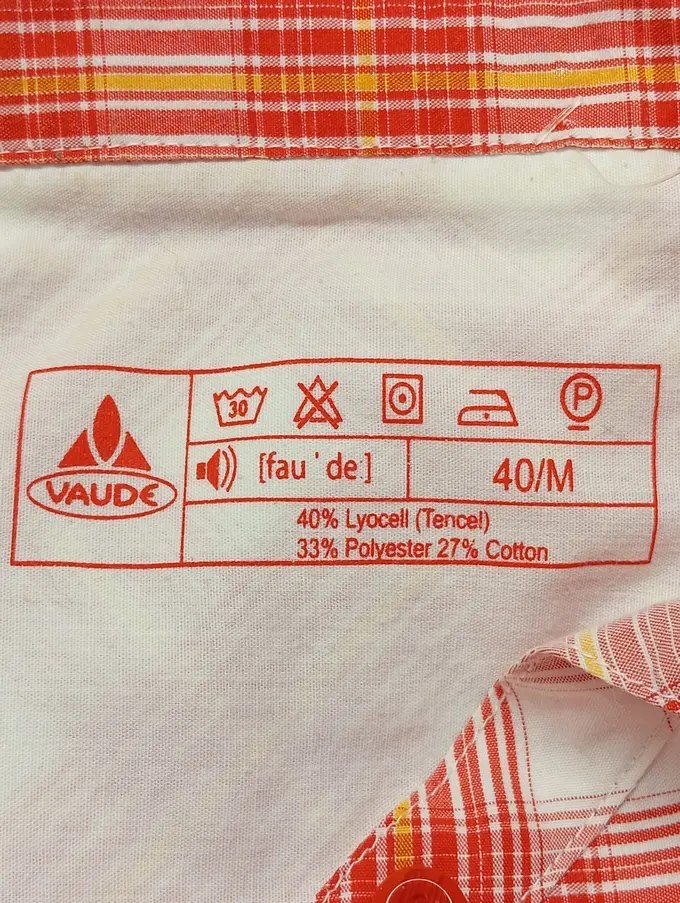 30
P
VAUDE
[fau ' de:]
40/M
40% Lyocell (Tencel)
33% Polyester 27% Cotton